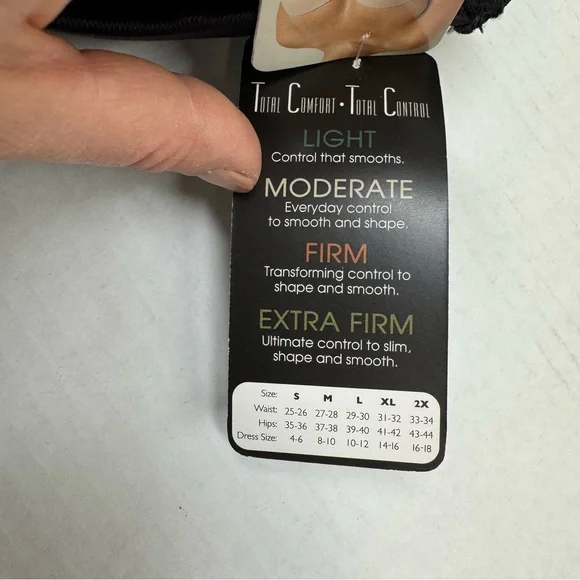 TOTAL COMFORT • TOTAL CONTROL
LIGHT
Control that smooths.
MODERATE
Everyday control
to smooth and shape.
FIRM
Transforming control to
shape and smooth.
EXTRA FIRM
Ultimate control to slim,
shape and smooth.
Size: S M L XL 2X
Waist: 25-26 27-28 29-30 31-32 33-34
Hips: 35-36 37-38 39-40 41-42 43-44
Dress Size: 4-6 8-10 10-12 14-16 16-18